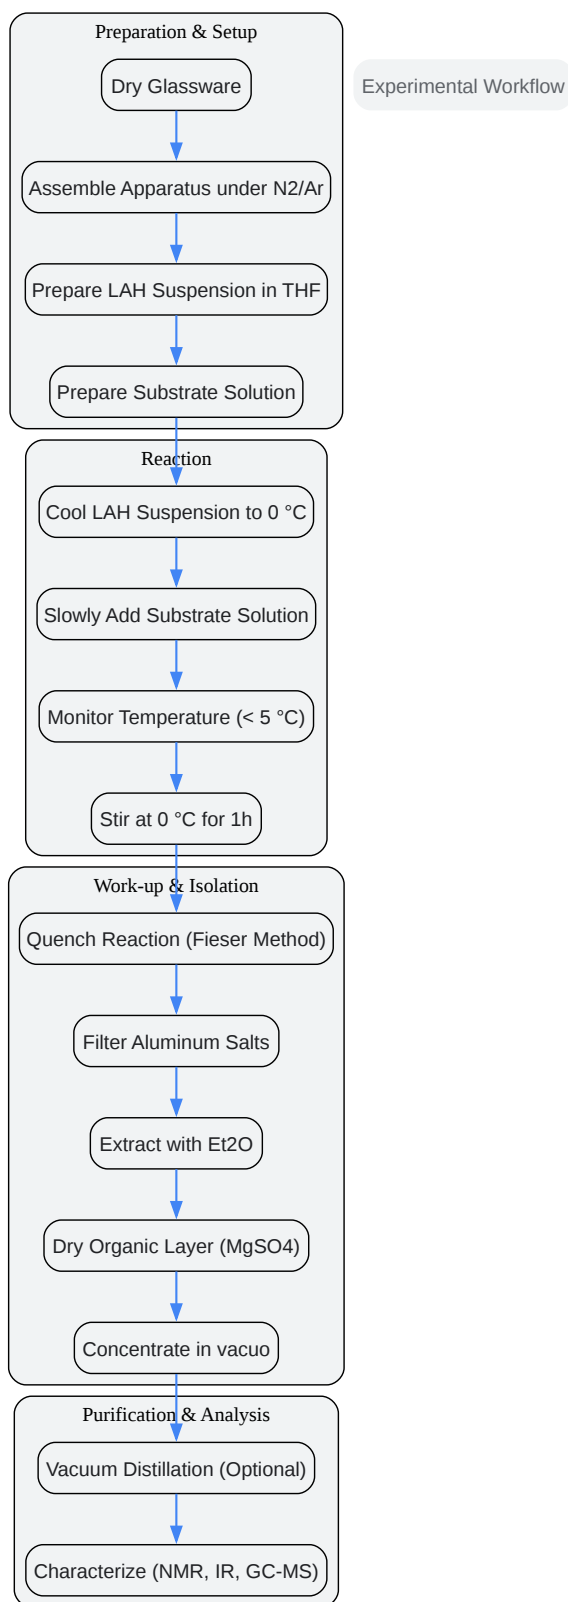 Preparation & Setup
Dry Glassware
Experimental Workflow
Assemble Apparatus under N2/Ar
Prepare LAH Suspension in THF
Prepare Substrate Solution
Reaction
Cool LAH Suspension to 0 °C
Slowly Add Substrate Solution
Monitor Temperature (< 5 °C)
Stir at 0 °C for 1h
Work-up & Isolation
Quench Reaction (Fieser Method)
Filter Aluminum Salts
Extract with Et2O
Dry Organic Layer (MgSO4)
Concentrate in vacuo
Purification & Analysis
Vacuum Distillation (Optional)
Characterize (NMR, IR, GC-MS)